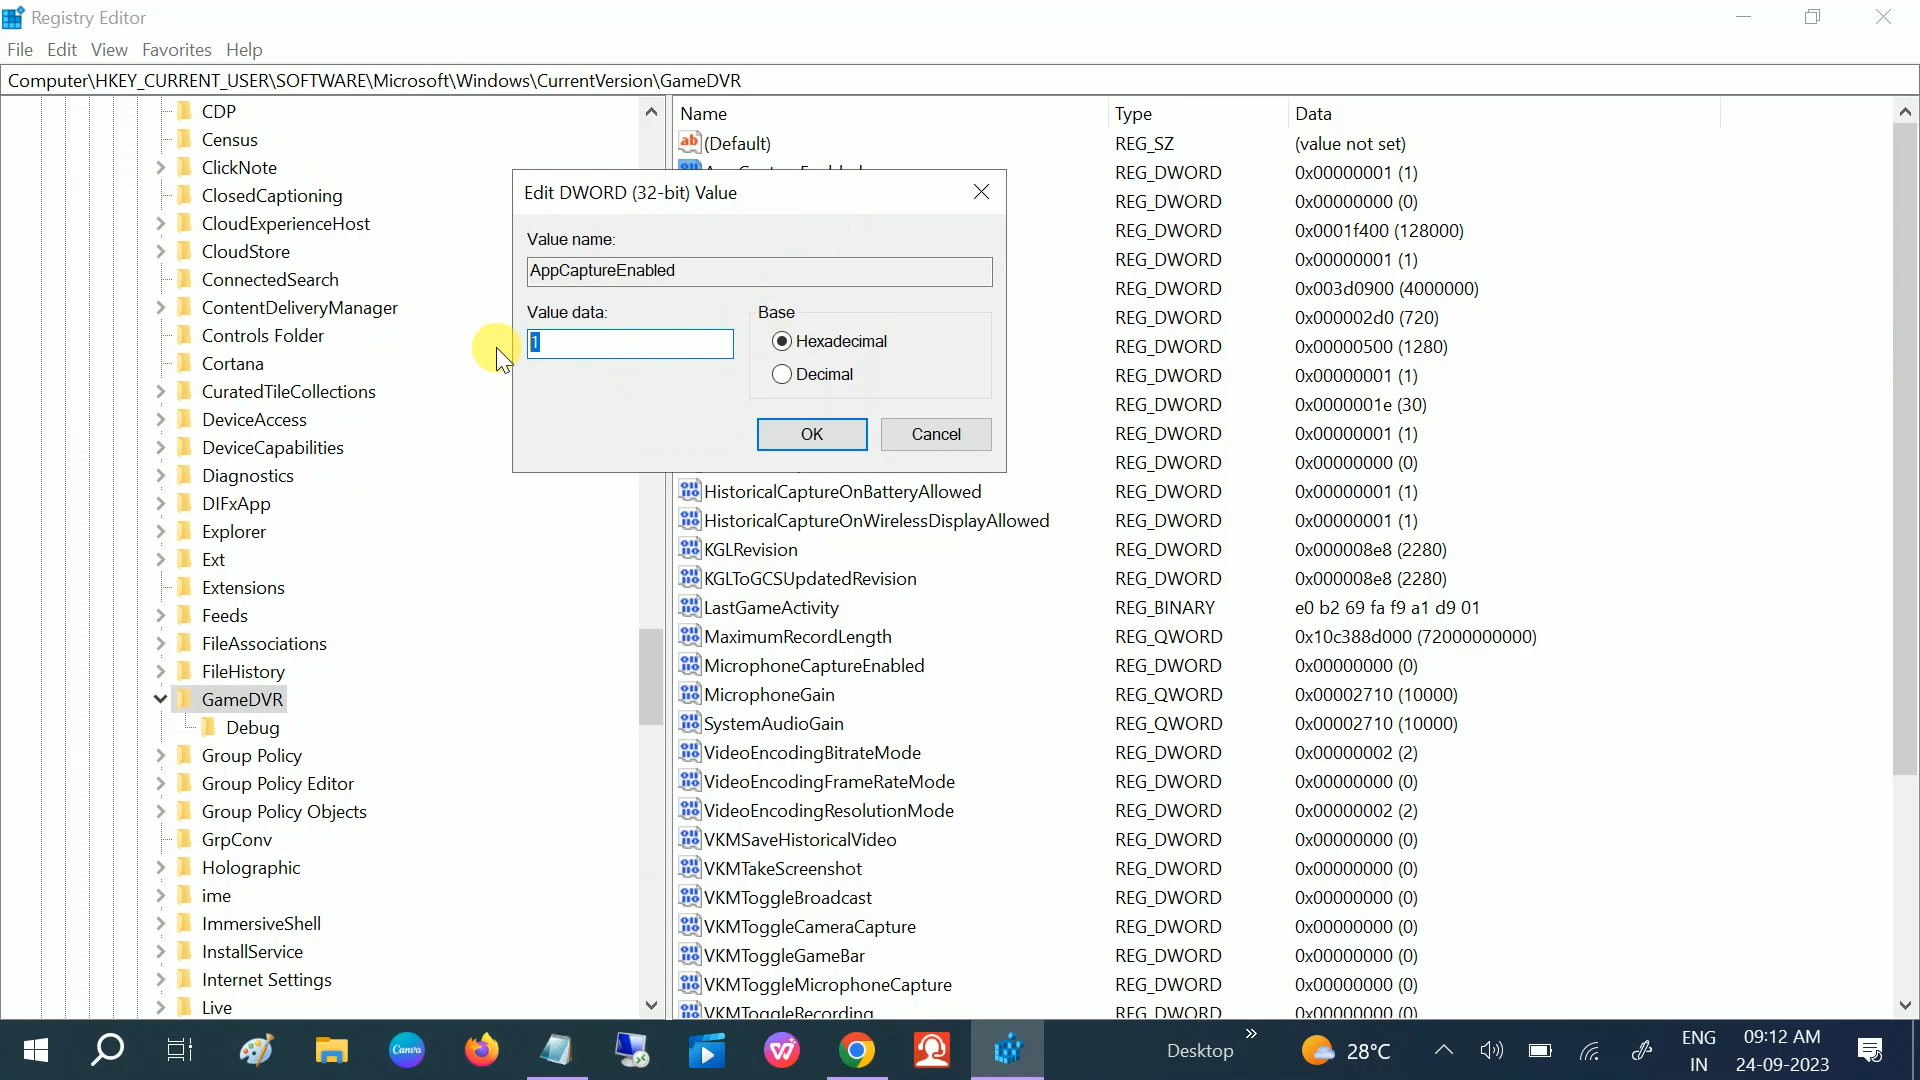 Registry Editor
File Edit View Favorites Help
Computer\HKEY_CURRENT_USER\SOFTWARE\Microsoft\Windows\CurrentVersion\GameDVR
CDP
Census
ClickNote
ClosedCaptioning
CloudExperienceHost
CloudStore
ConnectedSearch
ContentDeliveryManager
Controls Folder
Cortana
CuratedTileCollections
DeviceAccess
DeviceCapabilities
Diagnostics
DIFxApp
Explorer
Ext
Extensions
Feeds
FileAssociations
FileHistory
GameDVR
Debug
Group Policy
Group Policy Editor
Group Policy Objects
GrpConv
Holographic
ime
ImmersiveShell
InstallService
Internet Settings
Live
Edit DWORD (32-bit) Value
Value name:
AppCaptureEnabled
Value data:
1
Base
Hexadecimal
Decimal
OK Cancel
Name Type Data
(Default) REG_SZ (value not set)
REG_DWORD 0x00000001 (1)
REG_DWORD 0x00000000 (0)
REG_DWORD 0x0001f400 (128000)
REG_DWORD 0x00000001 (1)
REG_DWORD 0x003d0900 (4000000)
REG_DWORD 0x000002d0 (720)
REG_DWORD 0x00000500 (1280)
REG_DWORD 0x00000001 (1)
REG_DWORD 0x0000001e (30)
REG_DWORD 0x00000001 (1)
REG_DWORD 0x00000000 (0)
HistoricalCaptureOnBatteryAllowed REG_DWORD 0x00000001 (1)
HistoricalCaptureOnWirelessDisplayAllowed REG_DWORD 0x00000001 (1)
KGLRevision REG_DWORD 0x000008e8 (2280)
KGLToGCSUpdatedRevision REG_DWORD 0x000008e8 (2280)
LastGameActivity REG_BINARY e0 b2 69 fa f9 a1 d9 01
MaximumRecordLength REG_QWORD 0x10c388d000 (72000000000)
MicrophoneCaptureEnabled REG_DWORD 0x00000000 (0)
MicrophoneGain REG_QWORD 0x00002710 (10000)
SystemAudioGain REG_QWORD 0x00002710 (10000)
VideoEncodingBitrateMode REG_DWORD 0x00000002 (2)
VideoEncodingFrameRateMode REG_DWORD 0x00000000 (0)
VideoEncodingResolutionMode REG_DWORD 0x00000002 (2)
VKMSaveHistoricalVideo REG_DWORD 0x00000000 (0)
VKMTakeScreenshot REG_DWORD 0x00000000 (0)
VKMToggleBroadcast REG_DWORD 0x00000000 (0)
VKMToggleCameraCapture REG_DWORD 0x00000000 (0)
VKMToggleGameBar REG_DWORD 0x00000000 (0)
VKMToggleMicrophoneCapture REG_DWORD 0x00000000 (0)
VKMToggleRecording REG_DWORD 0x00000000 (0)
Canva
Desktop
28°C
ENG
IN
09:12 AM
24-09-2023